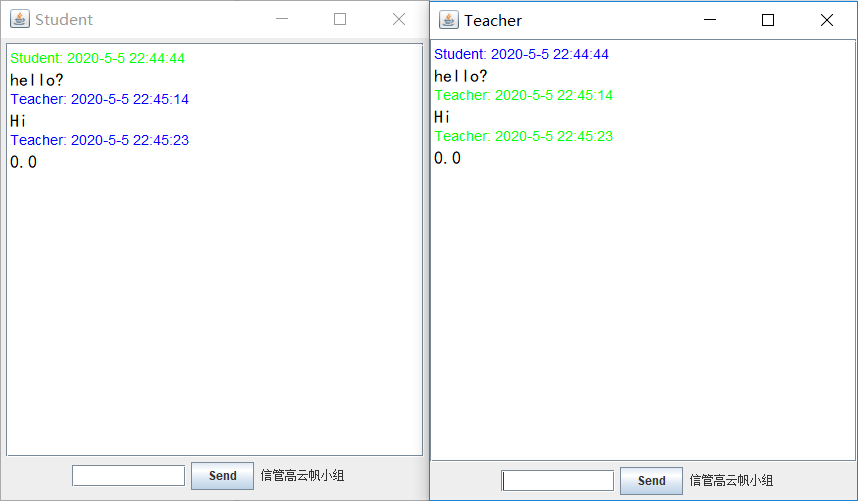 Student
Student: 2020-5-5 22:44:44
hello?
Teacher: 2020-5-5 22:45:14
Hi
Teacher: 2020-5-5 22:45:23
0.0
Send 信管高云帆小组
Teacher
Student: 2020-5-5 22:44:44
hello?
Teacher: 2020-5-5 22:45:14
Hi
Teacher: 2020-5-5 22:45:23
0.0
Send 信管高云帆小组